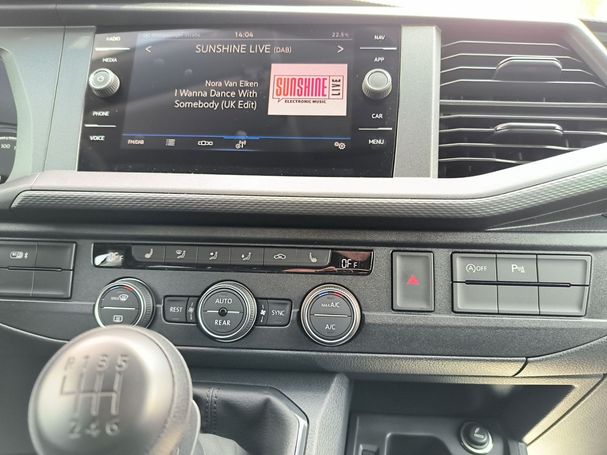 14:04
22.5°
RADIO
NAV
< SUNSHINE LIVE (DAB) >
MEDIA
APP
Nora Van Elken
I Wanna Dance With
Somebody (UK Edit)
SUNSHINE
LIVE
ELECTRONIC MUSIC
PHONE
CAR
VOICE
FM/DAB
MENU
100
OFF
OFF
P
MAX
REST
AUTO
REAR
SYNC
MAX A/C
A/C
R 1 3 5
2 4 6